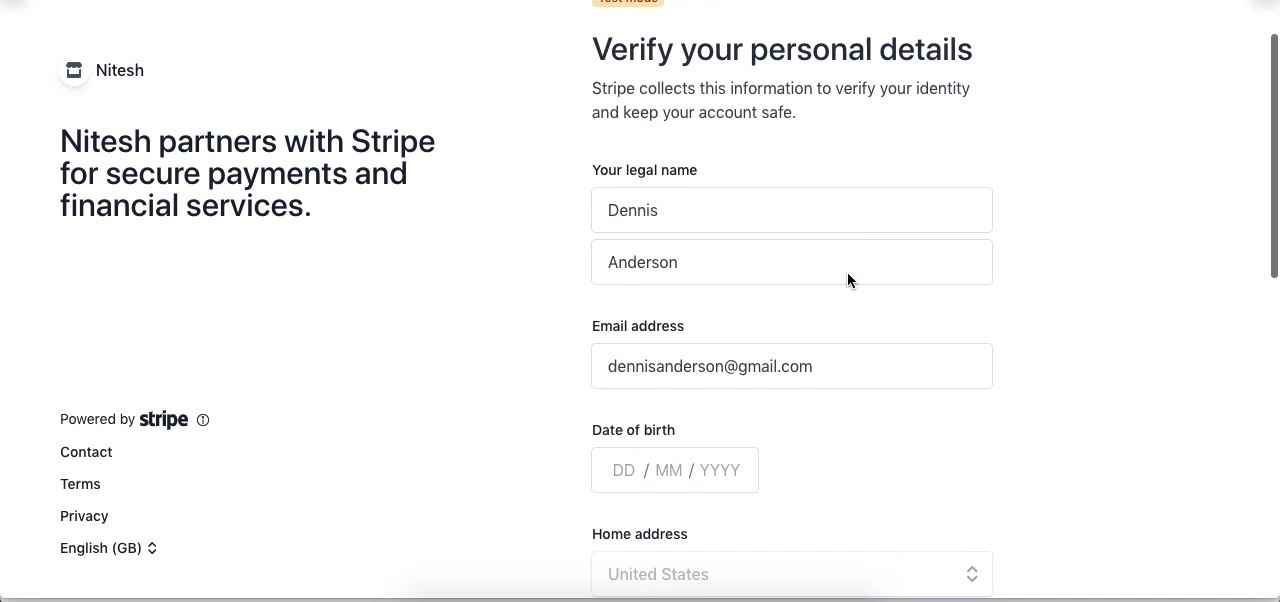 Test mode
Nitesh
Nitesh partners with Stripe
for secure payments and
financial services.
Powered by stripe
Contact
Terms
Privacy
English (GB)
Verify your personal details
Stripe collects this information to verify your identity
and keep your account safe.
Your legal name
Dennis
Anderson
Email address
dennisanderson@gmail.com
Date of birth
DD / MM / YYYY
Home address
United States